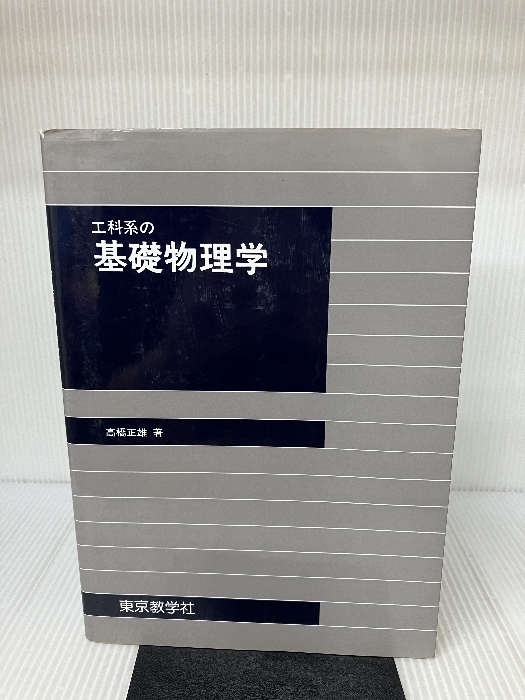 工科系の
基礎物理学
高橋正雄 著
東京教学社